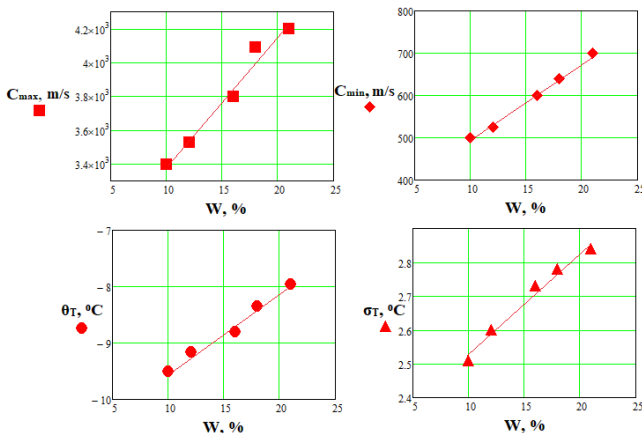 4.2×10³
4×10³
3.8×10³
3.6×10³
3.4×10³
Cmax, m/s
5 10 15 20 25
W, %
800
700
600
500
400
Cmin, m/s
5 10 15 20 25
W, %
− 7
− 8
− 9
− 10
θT, ⁰C
5 10 15 20 25
W, %
2.8
2.7
2.6
2.5
2.4
σT, ⁰C
5 10 15 20 25
W, %